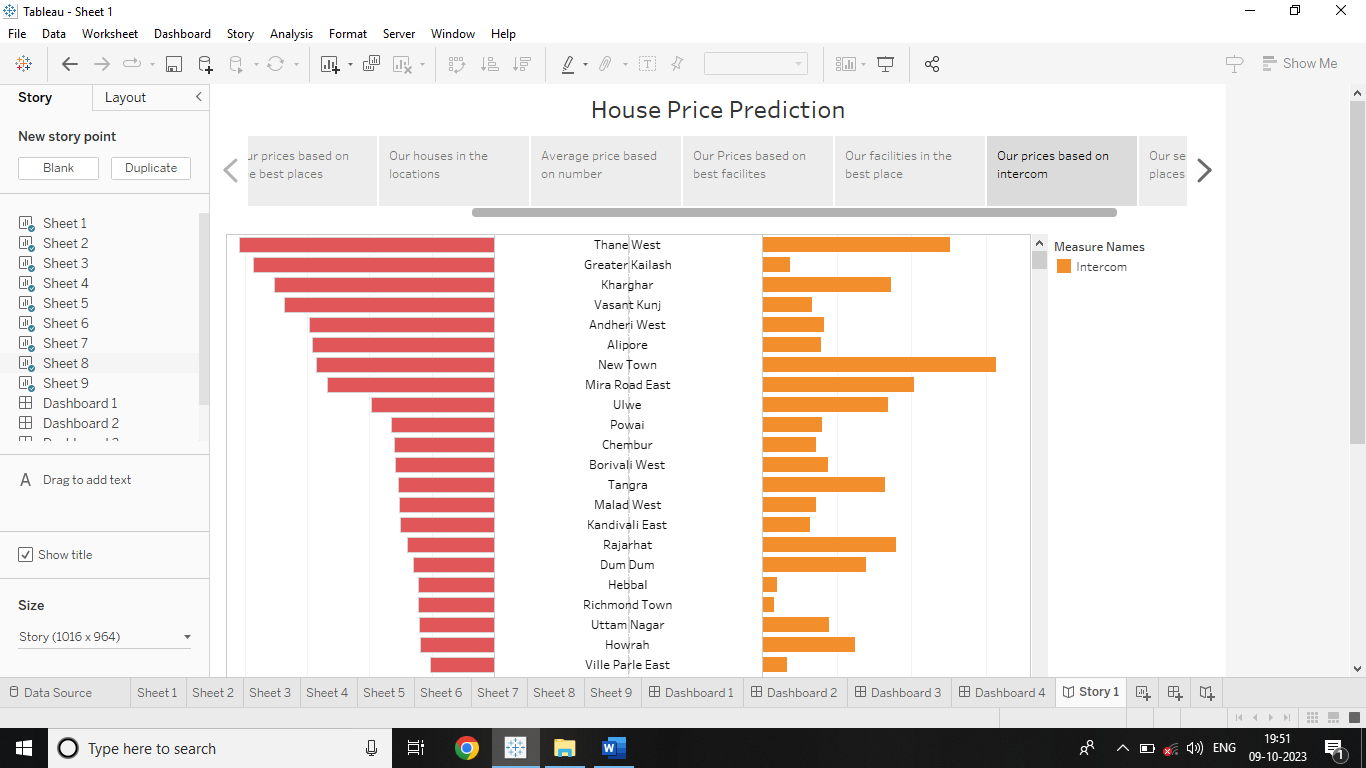 Tableau - Sheet 1
File Data Worksheet Dashboard Story Analysis Format Server Window Help
Show Me
Story Layout
New story point
Blank Duplicate
Sheet 1
Sheet 2
Sheet 3
Sheet 4
Sheet 5
Sheet 6
Sheet 7
Sheet 8
Sheet 9
Dashboard 1
Dashboard 2
A Drag to add text
Show title
Size
Story (1016 x 964)
House Price Prediction
ur prices based on
e best places
Our houses in the
locations
Average price based
on number
Our Prices based on
best facilites
Our facilities in the
best place
Our prices based on
intercom
Our se
places
Thane West
Greater Kailash
Kharghar
Vasant Kunj
Andheri West
Alipore
New Town
Mira Road East
Ulwe
Powai
Chembur
Borivali West
Tangra
Malad West
Kandivali East
Rajarhat
Dum Dum
Hebbal
Richmond Town
Uttam Nagar
Howrah
Ville Parle East
Measure Names
Intercom
Data Source Sheet 1 Sheet 2 Sheet 3 Sheet 4 Sheet 5 Sheet 6 Sheet 7 Sheet 8 Sheet 9 Dashboard 1 Dashboard 2 Dashboard 3 Dashboard 4 Story 1
Type here to search
ENG
19:51
09-10-2023
1